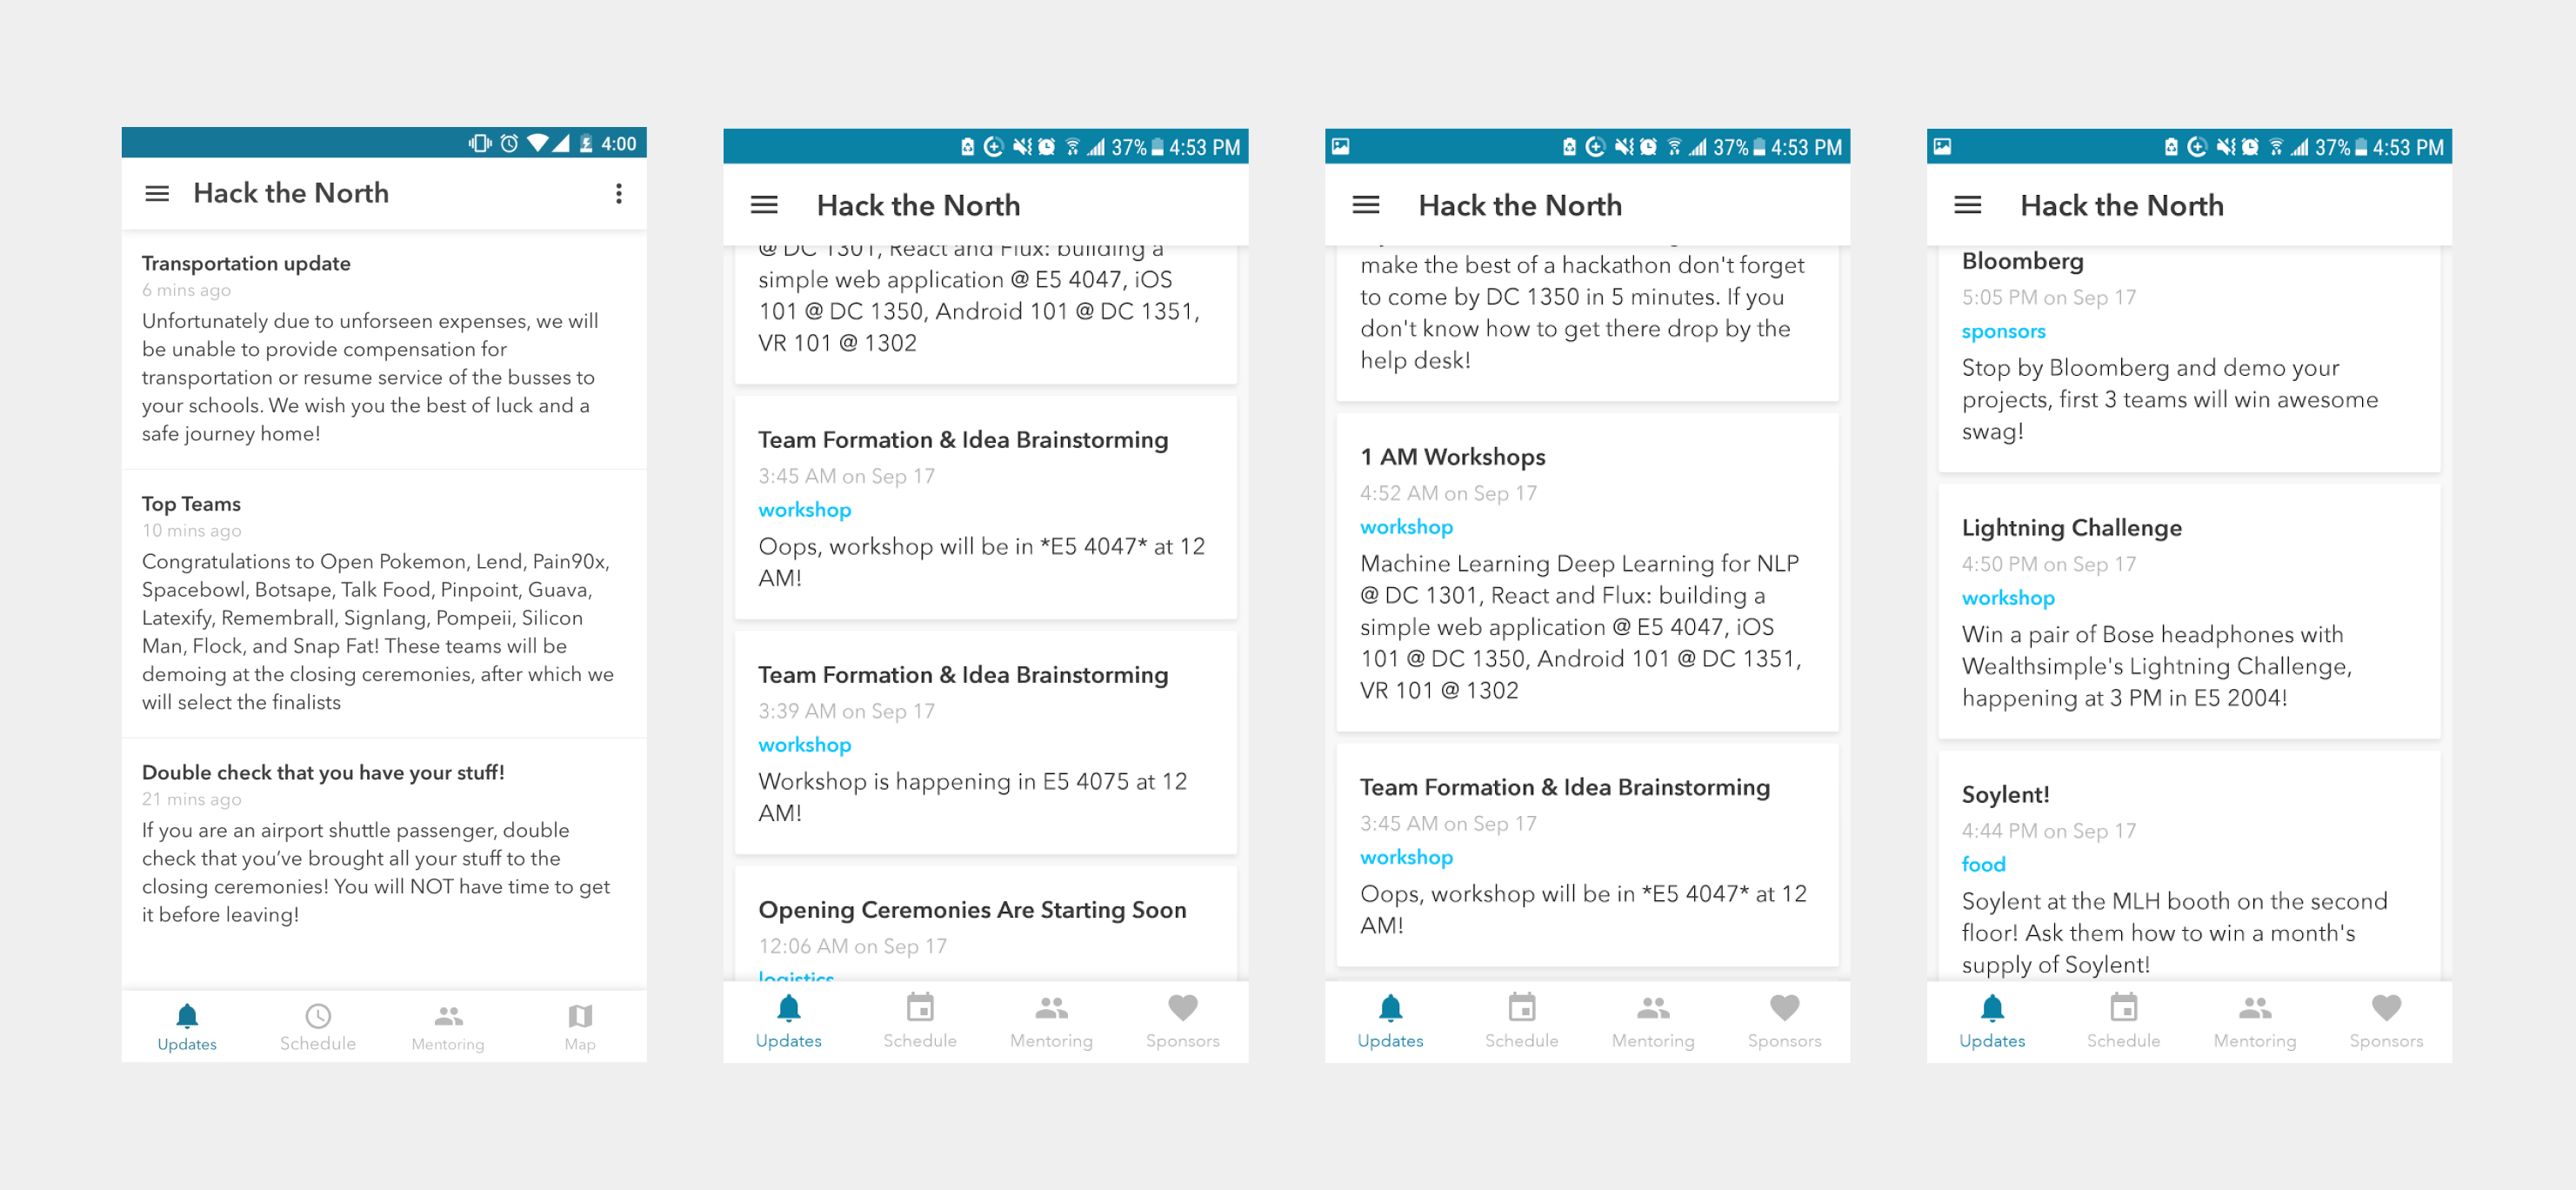 4:00
Hack the North
Transportation update
6 mins ago
Unfortunately due to unforseen expenses, we will
be unable to provide compensation for
transportation or resume service of the busses to
your schools. We wish you the best of luck and a
safe journey home!
Top Teams
10 mins ago
Congratulations to Open Pokemon, Lend, Pain90x,
Spacebowl, Botsape, Talk Food, Pinpoint, Guava,
Latexify, Remembrall, Signlang, Pompeii, Silicon
Man, Flock, and Snap Fat! These teams will be
demoing at the closing ceremonies, after which we
will select the finalists
Double check that you have your stuff!
21 mins ago
If you are an airport shuttle passenger, double
check that you’ve brought all your stuff to the
closing ceremonies! You will NOT have time to get
it before leaving!
Updates Schedule Mentoring Map
37% 4:53 PM
Hack the North
@ DC 1301, React and Flux: building a
simple web application @ E5 4047, iOS
101 @ DC 1350, Android 101 @ DC 1351,
VR 101 @ 1302
Team Formation & Idea Brainstorming
3:45 AM on Sep 17
workshop
Oops, workshop will be in *E5 4047* at 12
AM!
Team Formation & Idea Brainstorming
3:39 AM on Sep 17
workshop
Workshop is happening in E5 4075 at 12
AM!
Opening Ceremonies Are Starting Soon
12:06 AM on Sep 17
logistics
Updates Schedule Mentoring Sponsors
37% 4:53 PM
Hack the North
make the best of a hackathon don't forget
to come by DC 1350 in 5 minutes. If you
don't know how to get there drop by the
help desk!
1 AM Workshops
4:52 AM on Sep 17
workshop
Machine Learning Deep Learning for NLP
@ DC 1301, React and Flux: building a
simple web application @ E5 4047, iOS
101 @ DC 1350, Android 101 @ DC 1351,
VR 101 @ 1302
Team Formation & Idea Brainstorming
3:45 AM on Sep 17
workshop
Oops, workshop will be in *E5 4047* at 12
AM!
Updates Schedule Mentoring Sponsors
37% 4:53 PM
Hack the North
Bloomberg
5:05 PM on Sep 17
sponsors
Stop by Bloomberg and demo your
projects, first 3 teams will win awesome
swag!
Lightning Challenge
4:50 PM on Sep 17
workshop
Win a pair of Bose headphones with
Wealthsimple's Lightning Challenge,
happening at 3 PM in E5 2004!
Soylent!
4:44 PM on Sep 17
food
Soylent at the MLH booth on the second
floor! Ask them how to win a month's
supply of Soylent!
Updates Schedule Mentoring Sponsors